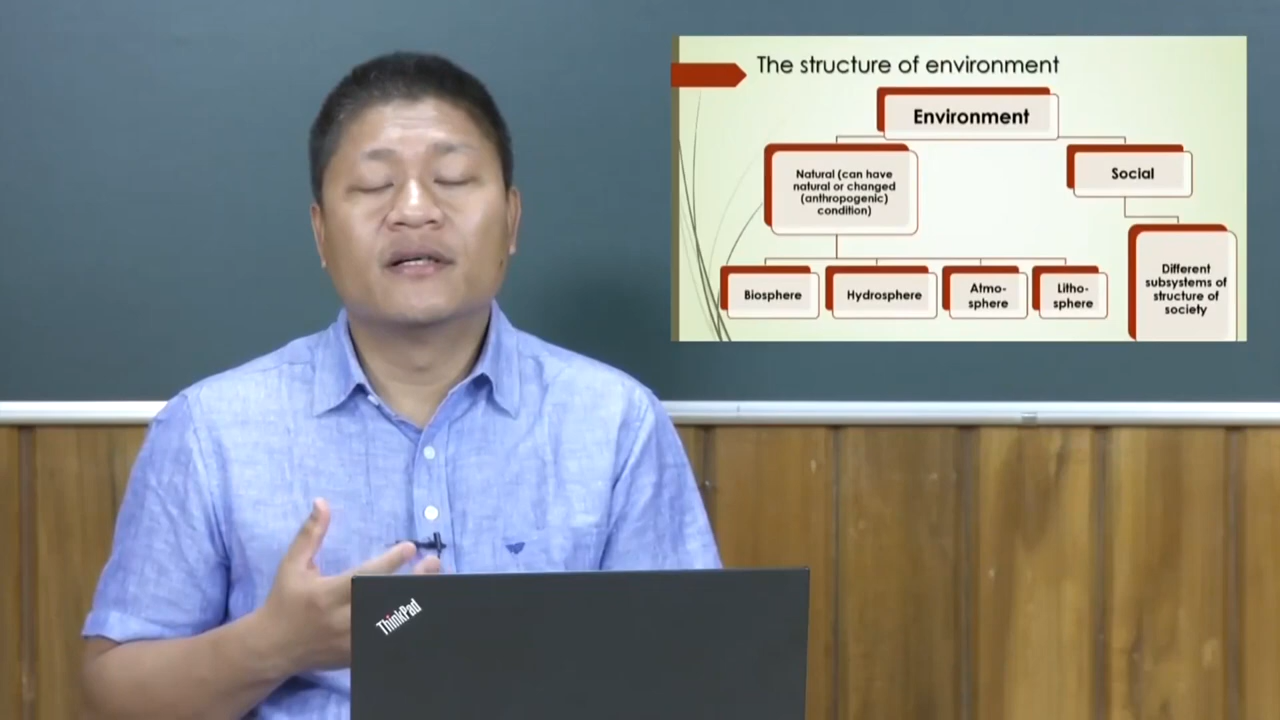 The structure of environment
Environment
Natural (can have
natural or changed
(anthropogenic)
condition)
Social
Biosphere
Hydrosphere
Atmo-
sphere
Litho-
sphere
Different
subsystems of
structure of
society
ThinkPad